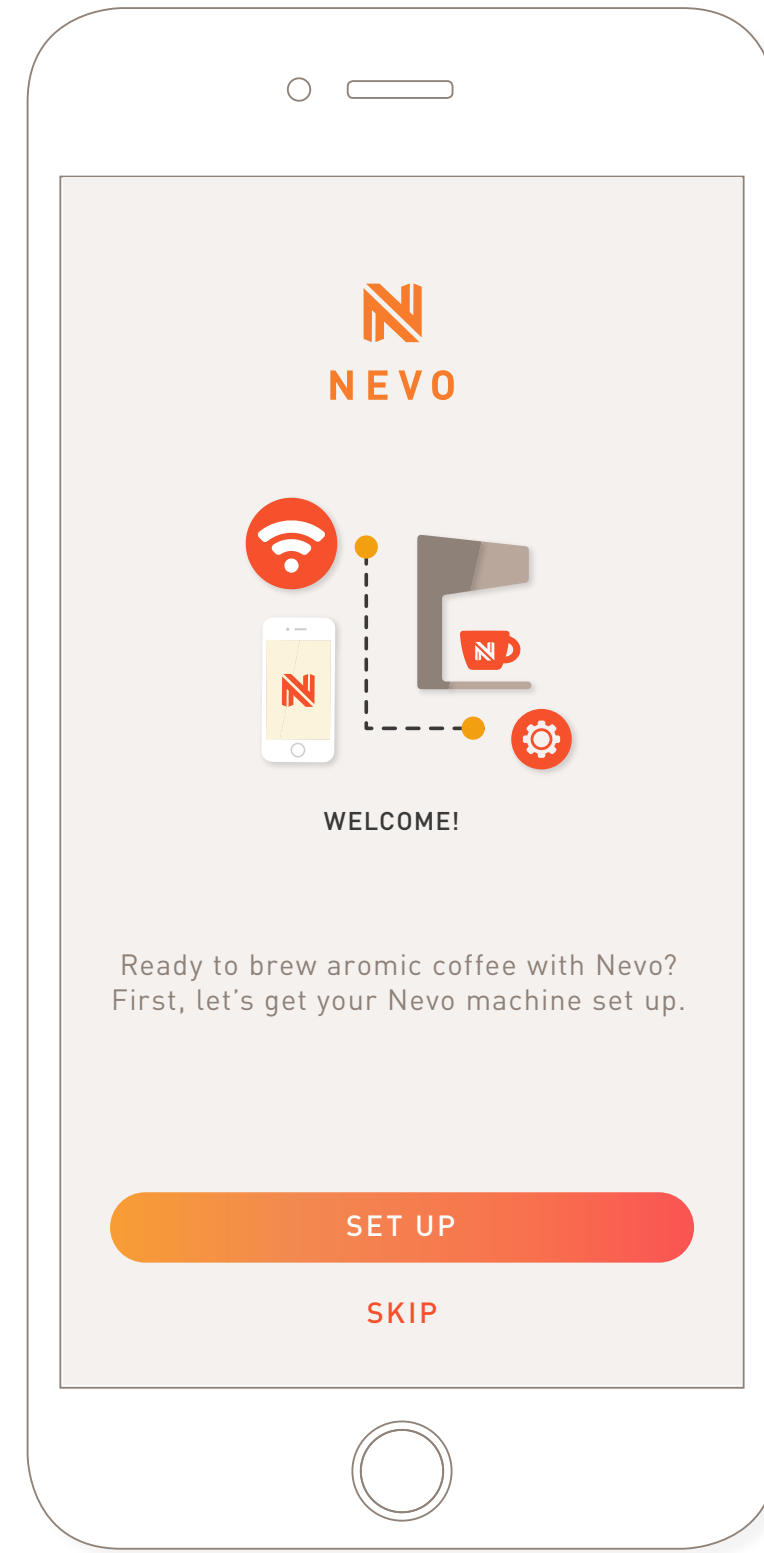 NEVO
WELCOME!
Ready to brew aromic coffee with Nevo?
First, let’s get your Nevo machine set up.
SET UP
SKIP